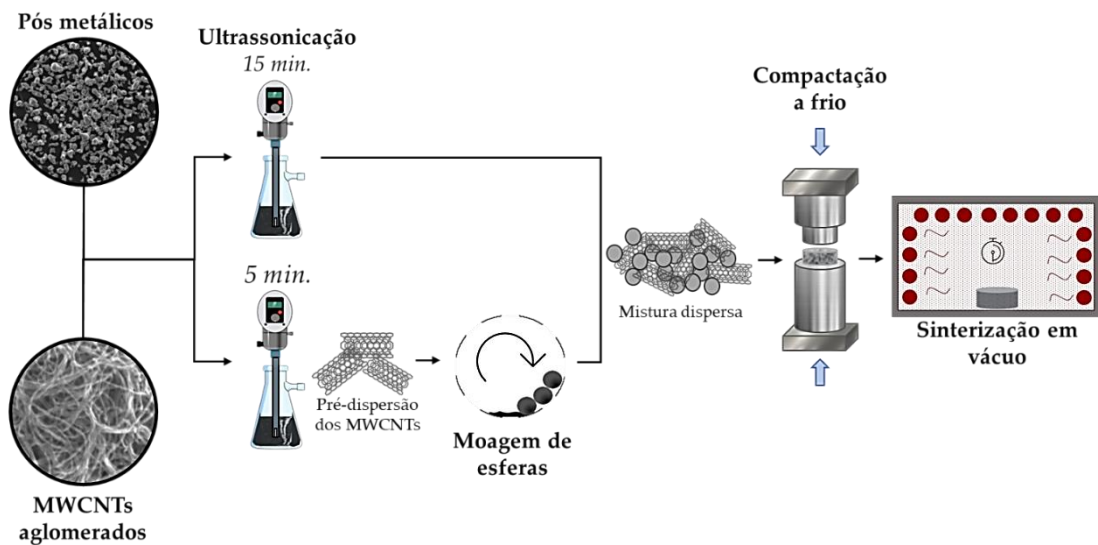 Pós metálicos
Ultrassonicação
15 min.
5 min.
Pré-dispersão
dos MWCNTs
Moagem de
esferas
MWCNTs
aglomerados
Mistura dispersa
Compactação
a frio
Sinterização em
vácuo